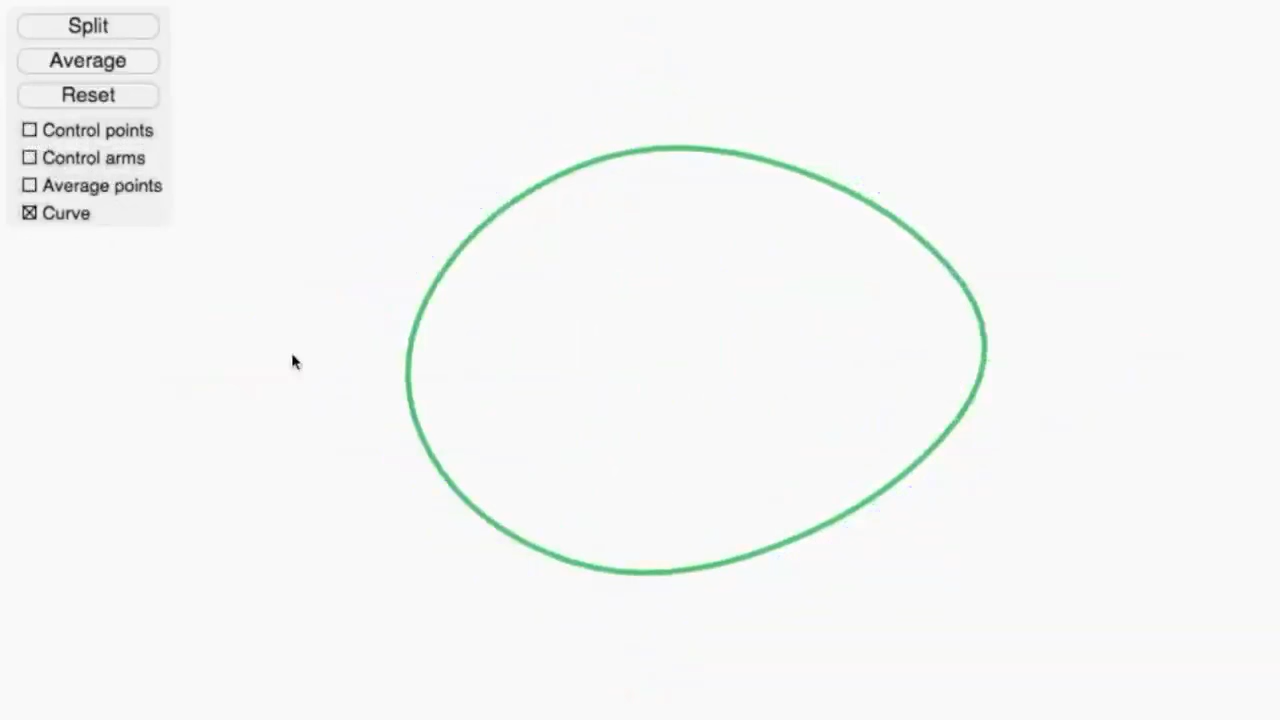 Split
Average
Reset
Control points
Control arms
Average points
Curve